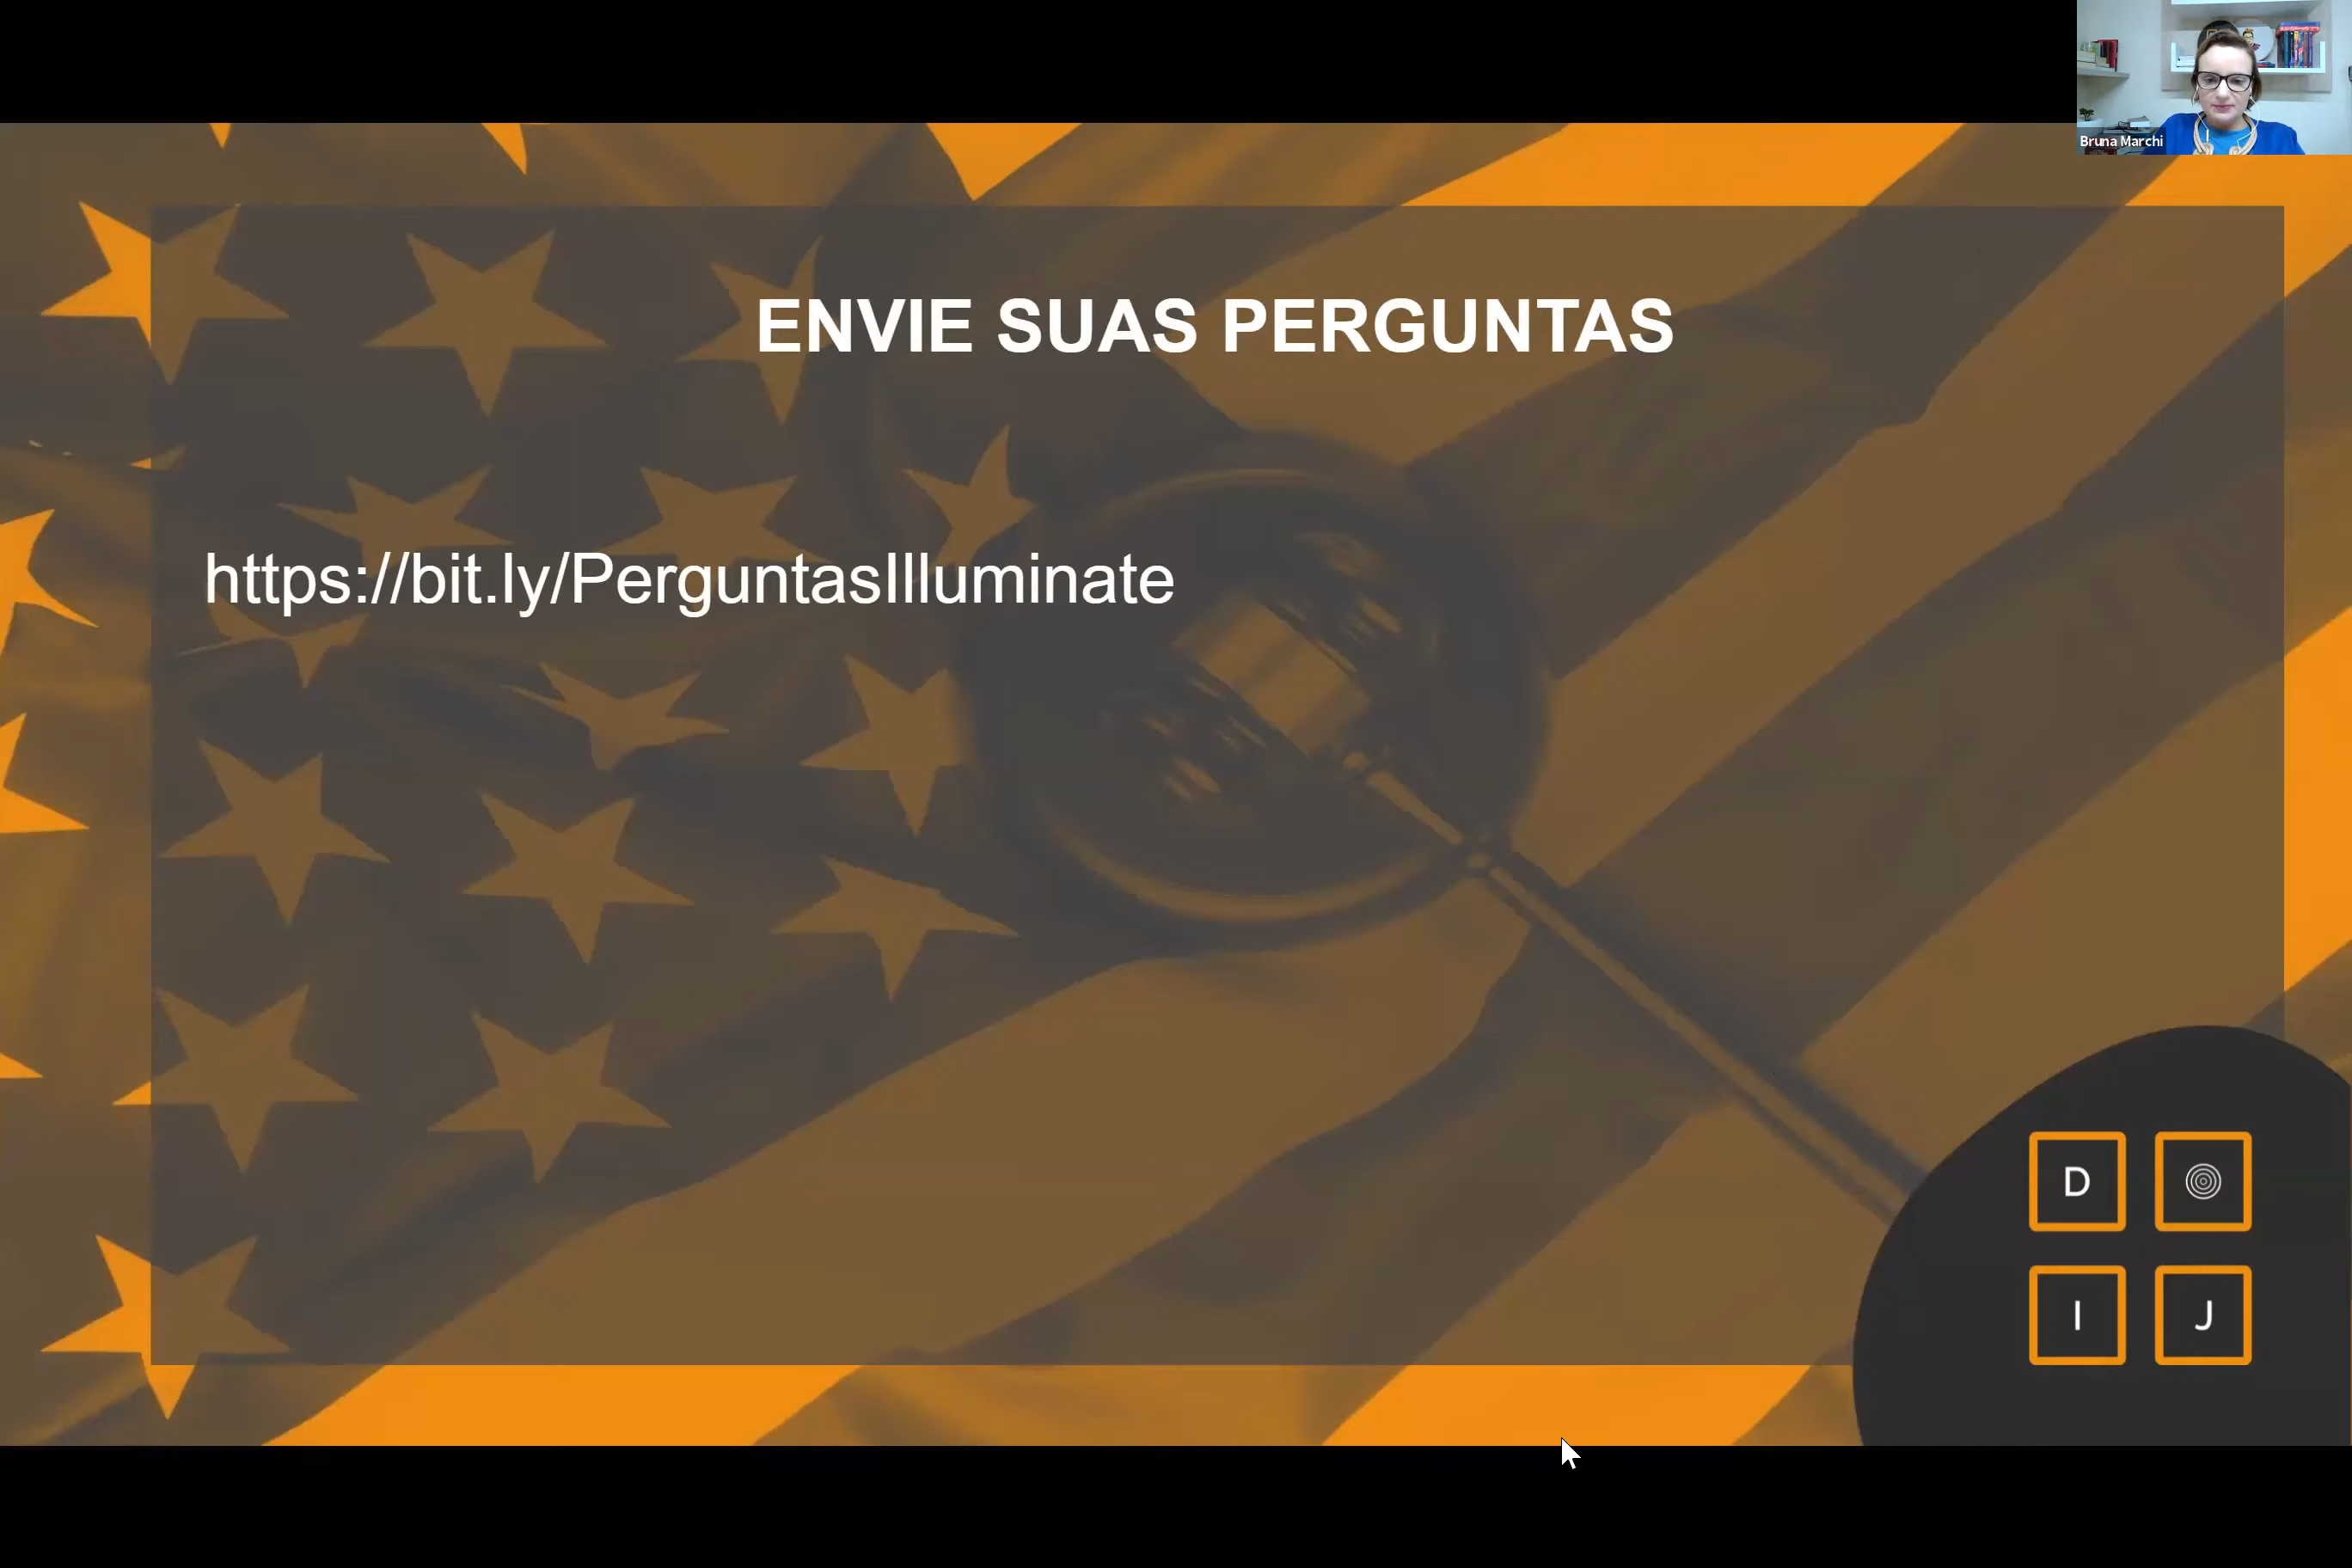 Bruna Marchi
ENVIE SUAS PERGUNTAS
https://bit.ly/PerguntasIlluminate
D
I J